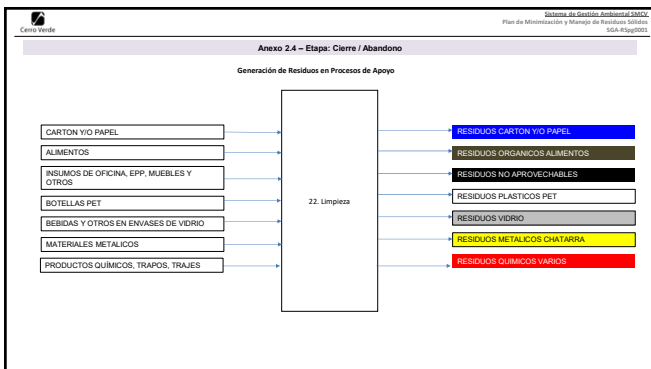 Cerro Verde
Sistema de Gestión Ambiental SMCV
Plan de Minimización y Manejo de Residuos Sólidos
SGA-RSpg0001
Anexo 2.4 – Etapa: Cierre / Abandono
Generación de Residuos en Procesos de Apoyo
CARTON Y/O PAPEL
ALIMENTOS
INSUMOS DE OFICINA, EPP, MUEBLES Y
OTROS
BOTELLAS PET
BEBIDAS Y OTROS EN ENVASES DE VIDRIO
MATERIALES METALICOS
PRODUCTOS QUÍMICOS, TRAPOS, TRAJES
22. Limpieza
RESIDUOS CARTON Y/O PAPEL
RESIDUOS ORGANICOS ALIMENTOS
RESIDUOS NO APROVECHABLES
RESIDUOS PLASTICOS PET
RESIDUOS VIDRIO
RESIDUOS METALICOS CHATARRA
RESIDUOS QUIMICOS VARIOS